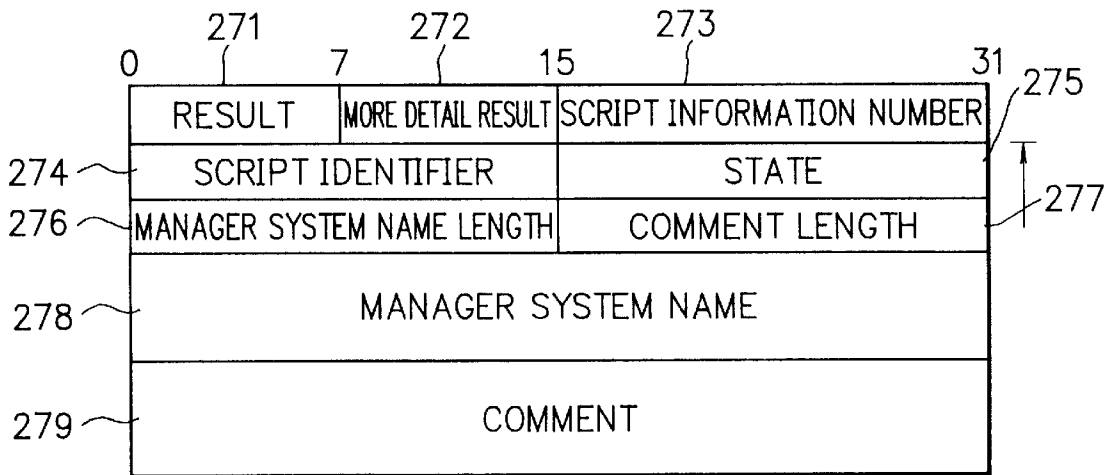 271 272 273
0 7 15 31
RESULT MORE DETAIL RESULT SCRIPT INFORMATION NUMBER 275
274 SCRIPT IDENTIFIER STATE
276 MANAGER SYSTEM NAME LENGTH COMMENT LENGTH 277
278 MANAGER SYSTEM NAME
279 COMMENT